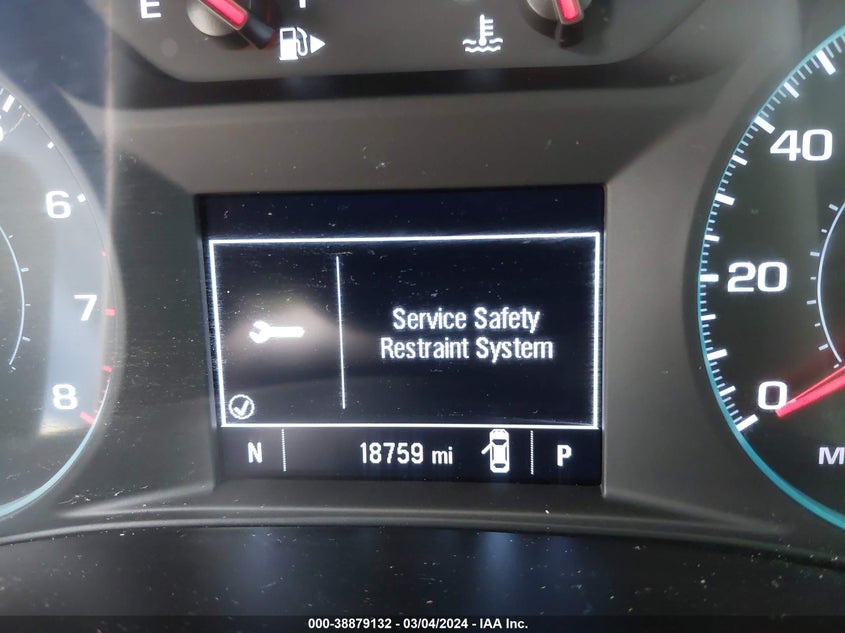 E
6
7
8
40
20
0
M
Service Safety
Restraint System
N 18759 mi P
000-38879132 - 03/04/2024 - IAA Inc.